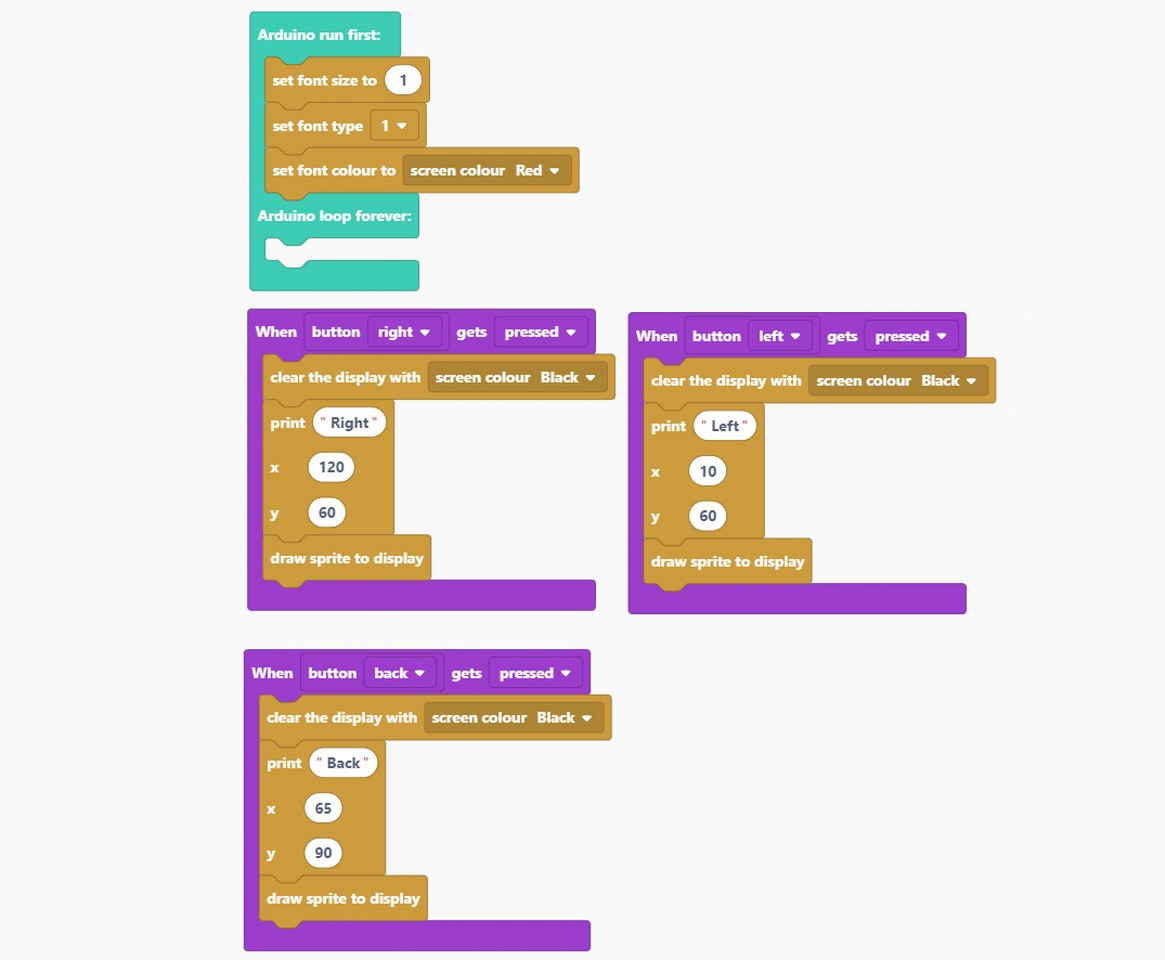 Arduino run first:
set font size to 1
set font type 1
set font colour to screen colour Red
Arduino loop forever:
When button right gets pressed
clear the display with screen colour Black
print " Right "
x 120
y 60
draw sprite to display
When button left gets pressed
clear the display with screen colour Black
print " Left "
x 10
y 60
draw sprite to display
When button back gets pressed
clear the display with screen colour Black
print " Back "
x 65
y 90
draw sprite to display